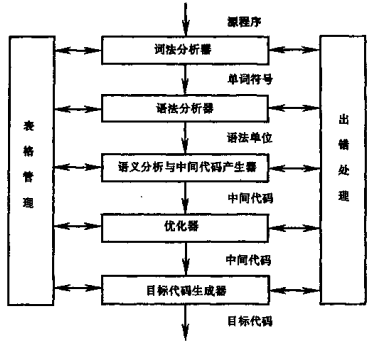 源程序
词法分析器
单词符号
语法分析器
语法单位
语义分析与中间代码产生器
中间代码
优化器
中间代码
目标代码生成器
目标代码
表格管理
出错处理